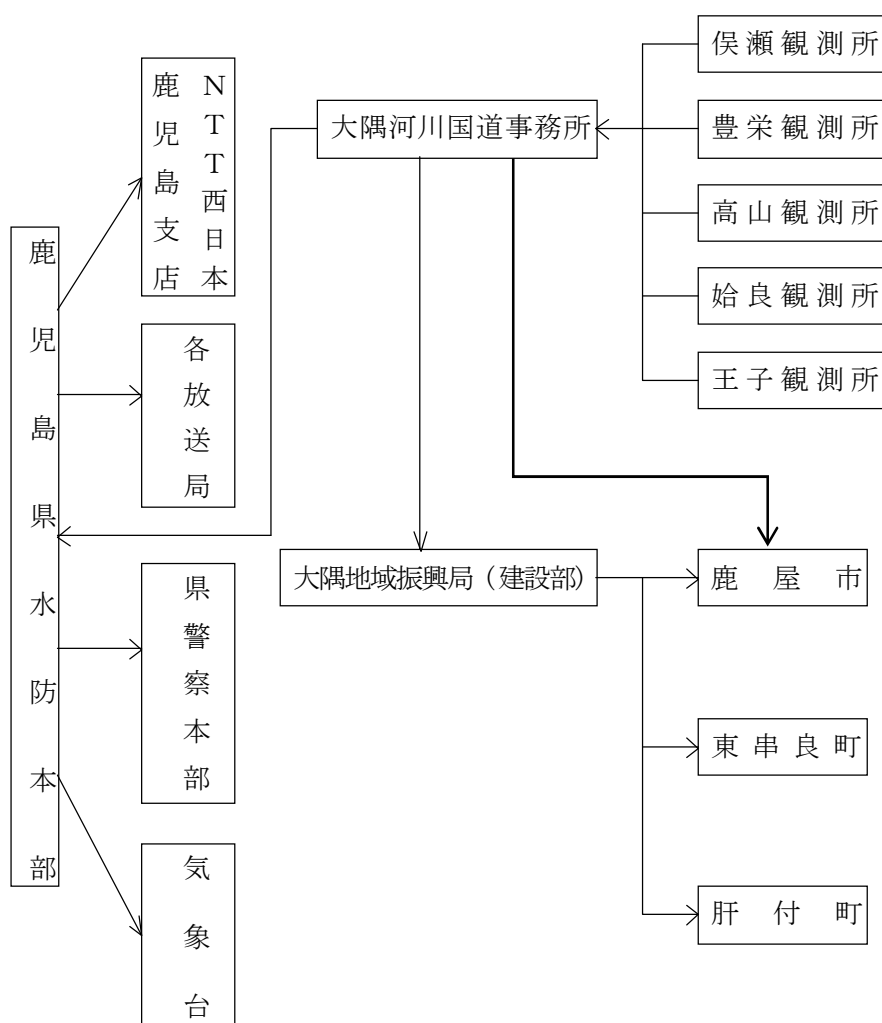 俣瀬観測所
豊栄観測所
高山観測所
姶良観測所
王子観測所
大隅河川国道事務所
NTT西日本
鹿児島支店
鹿児島県水防本部
各放送局
県警察本部
気象台
大隅地域振興局（建設部）
鹿屋市
東串良町
肝付町